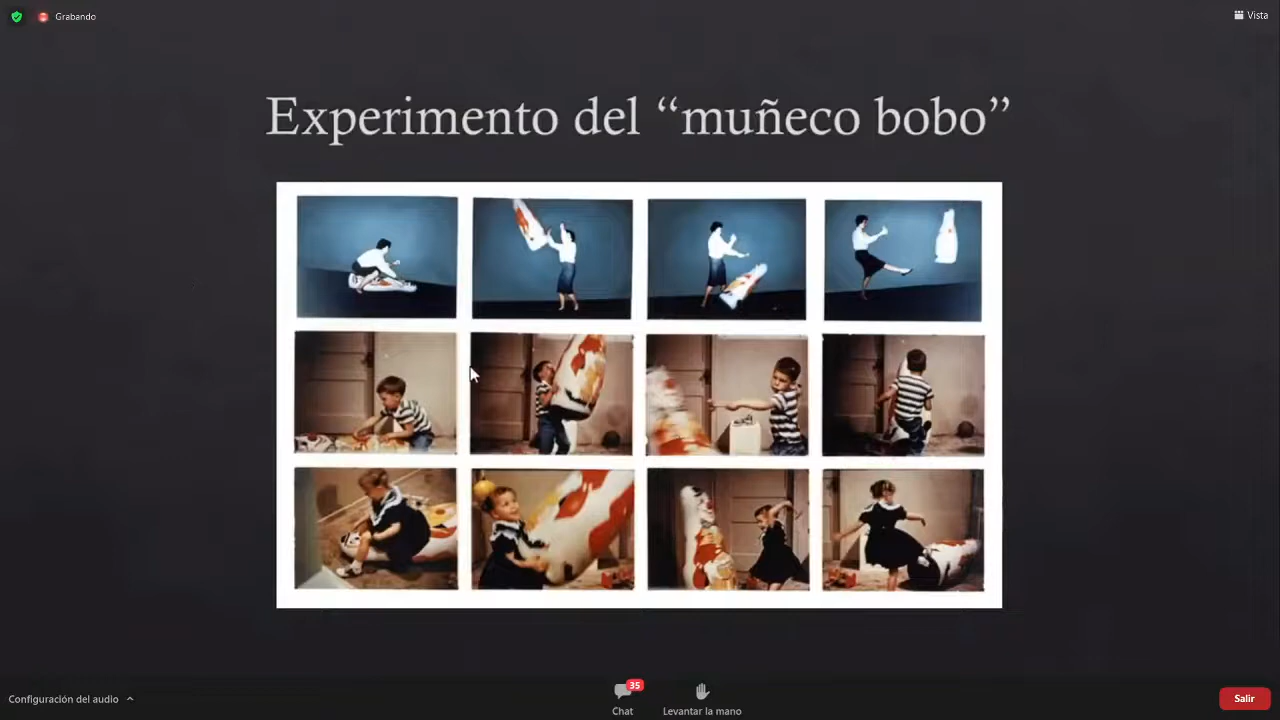 Grabando
Vista
Experimento del “muñeco bobo”
Configuración del audio
35
Chat
Levantar la mano
Salir